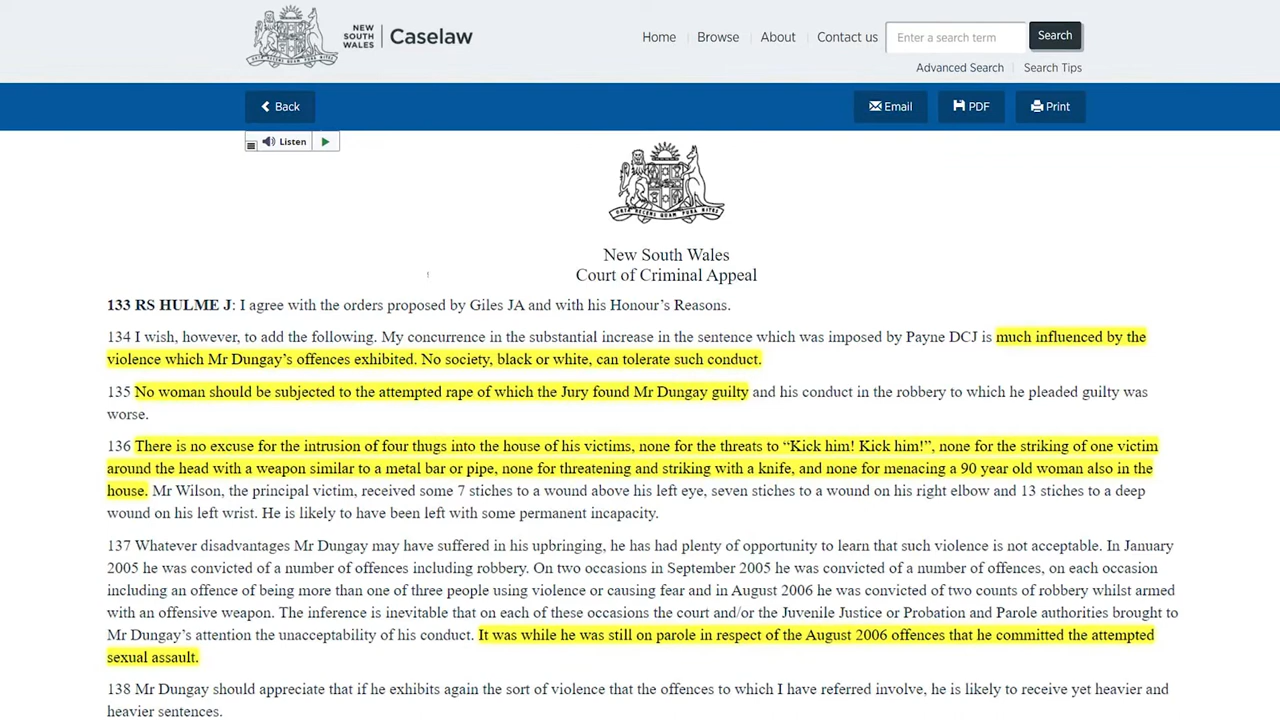 NEW
SOUTH
WALES
Caselaw
Home
Browse
About
Contact us
Enter a search term
Search
Advanced Search
Search Tips
Back
Email
PDF
Print
Listen
New South Wales
Court of Criminal Appeal
133 RS HULME J: I agree with the orders proposed by Giles JA and with his Honour’s Reasons.
134 I wish, however, to add the following. My concurrence in the substantial increase in the sentence which was imposed by Payne DCJ is much influenced by the
violence which Mr Dungay’s offences exhibited. No society, black or white, can tolerate such conduct.
135 No woman should be subjected to the attempted rape of which the Jury found Mr Dungay guilty and his conduct in the robbery to which he pleaded guilty was
worse.
136 There is no excuse for the intrusion of four thugs into the house of his victims, none for the threats to “Kick him! Kick him!”, none for the striking of one victim
around the head with a weapon similar to a metal bar or pipe, none for threatening and striking with a knife, and none for menacing a 90 year old woman also in the
house. Mr Wilson, the principal victim, received some 7 stiches to a wound above his left eye, seven stiches to a wound on his right elbow and 13 stiches to a deep
wound on his left wrist. He is likely to have been left with some permanent incapacity.
137 Whatever disadvantages Mr Dungay may have suffered in his upbringing, he has had plenty of opportunity to learn that such violence is not acceptable. In January
2005 he was convicted of a number of offences including robbery. On two occasions in September 2005 he was convicted of a number of offences, on each occasion
including an offence of being more than one of three people using violence or causing fear and in August 2006 he was convicted of two counts of robbery whilst armed
with an offensive weapon. The inference is inevitable that on each of these occasions the court and/or the Juvenile Justice or Probation and Parole authorities brought to
Mr Dungay’s attention the unacceptability of his conduct. It was while he was still on parole in respect of the August 2006 offences that he committed the attempted
sexual assault.
138 Mr Dungay should appreciate that if he exhibits again the sort of violence that the offences to which I have referred involve, he is likely to receive yet heavier and
heavier sentences.